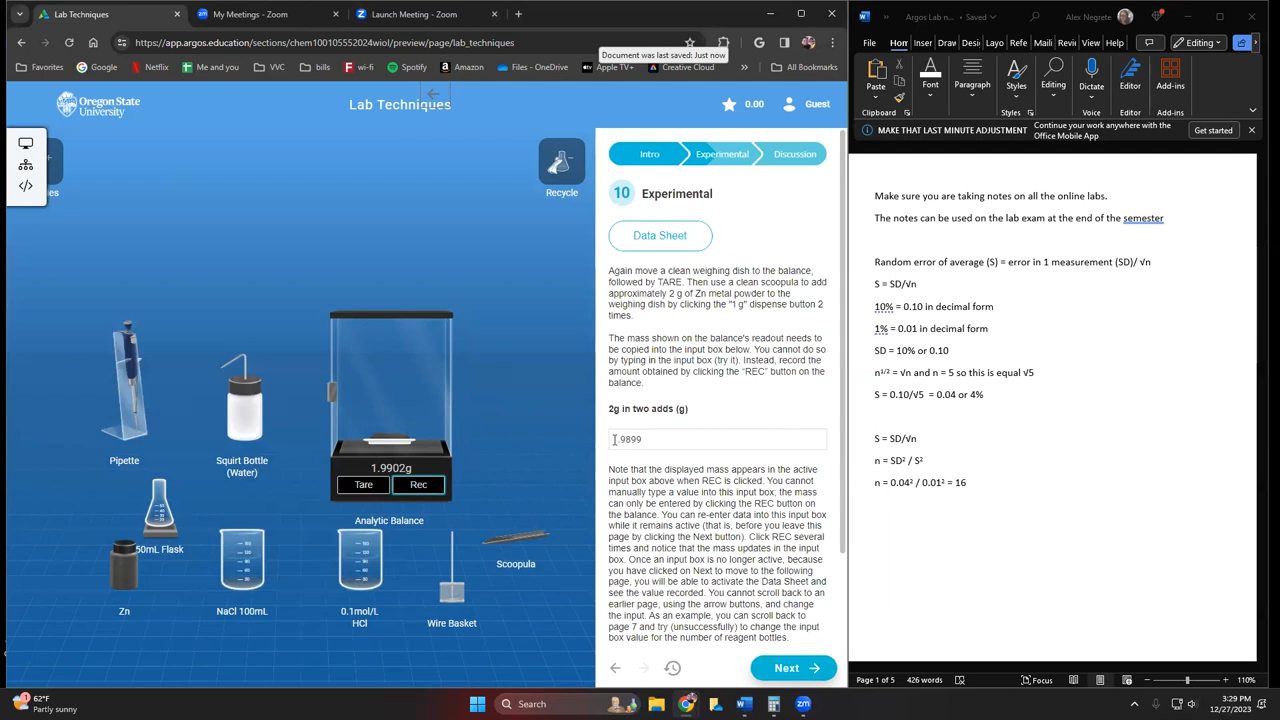 Lab Techniques
My Meetings - Zoom
Launch Meeting - Zoom
https://app.argos.education/sections/chem100105552024wiol/preview/page/lab_techniques
Document was last saved: Just now
Favorites
Google
Netflix
Me and you
VVC
bills
F
wi-fi
Amazon
Files - OneDrive
Apple TV+
Creative Cloud
All Bookmarks
Oregon State
University
Lab Techniques
0.00
Guest
Recycle
Intro
Experimental
Discussion
10
Experimental
Data Sheet
Again move a clean weighing dish to the balance,
followed by TARE. Then use a clean scoopula to add
approximately 2 g of Zn metal powder to the
weighing dish by clicking the "1 g" dispense button 2
times.
The mass shown on the balance's readout needs to
be copied into the input box below. You cannot do so
by typing in the input box (try it). Instead, record the
amount obtained by clicking the "REC" button on the
balance.
2g in two adds (g)
.9899
Note that the displayed mass appears in the active
input box above when REC is clicked. You cannot
manually type a value into this input box; the mass
can only be entered by clicking the REC button on
the balance. You can re-enter data into this input box
while it remains active (that is, before you leave this
page by clicking the Next button). Click REC several
times and notice that the mass updates in the input
box. Once an input box is no longer active, because
you have clicked on Next to move to the following
page, you will be able to activate the Data Sheet and
see the value recorded. You cannot scroll back to an
earlier page, using the arrow buttons, and change
the input. As an example, you can scroll back to
page 7 and try (unsuccessfully) to change the input
box value for the number of reagent bottles.
Next
Pipette
Squirt Bottle
(Water)
1.9902g
Tare
Rec
Analytic Balance
50mL Flask
Scoopula
Zn
NaCl 100mL
0.1mol/L
HCl
Wire Basket
Argos Lab n... • Saved
Alex Negrete
File
Hom
Inser
Draw
Desig
Layo
Refe
Maili
Revie
View
Help
Editing
Paste
Font
Paragraph
Styles
Editing
Dictate
Editor
Add-ins
Clipboard
Styles
Voice
Editor
Add-ins
MAKE THAT LAST MINUTE ADJUSTMENT
Continue your work anywhere with the
Office Mobile App
Get started
Make sure you are taking notes on all the online labs.
The notes can be used on the lab exam at the end of the semester
Random error of average (S) = error in 1 measurement (SD)/ √n
S = SD/√n
10% = 0.10 in decimal form
1% = 0.01 in decimal form
SD = 10% or 0.10
n¹/² = √n and n = 5 so this is equal √5
S = 0.10/√5 = 0.04 or 4%
S = SD/√n
n = SD² / S²
n = 0.04² / 0.01² = 16
Page 1 of 5
426 words
Focus
110%
1
62°F
Partly sunny
Search
3:29 PM
12/27/2023